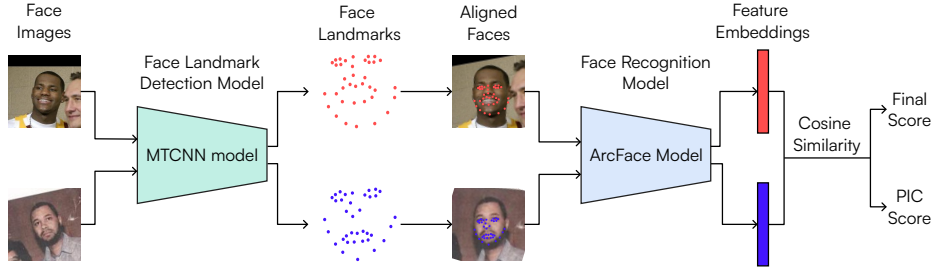 Face
Images
Face Landmark
Detection Model
MTCNN model
Face
Landmarks
Aligned
Faces
Face Recognition
Model
ArcFace Model
Feature
Embeddings
Cosine
Similarity
Final
Score
PIC
Score